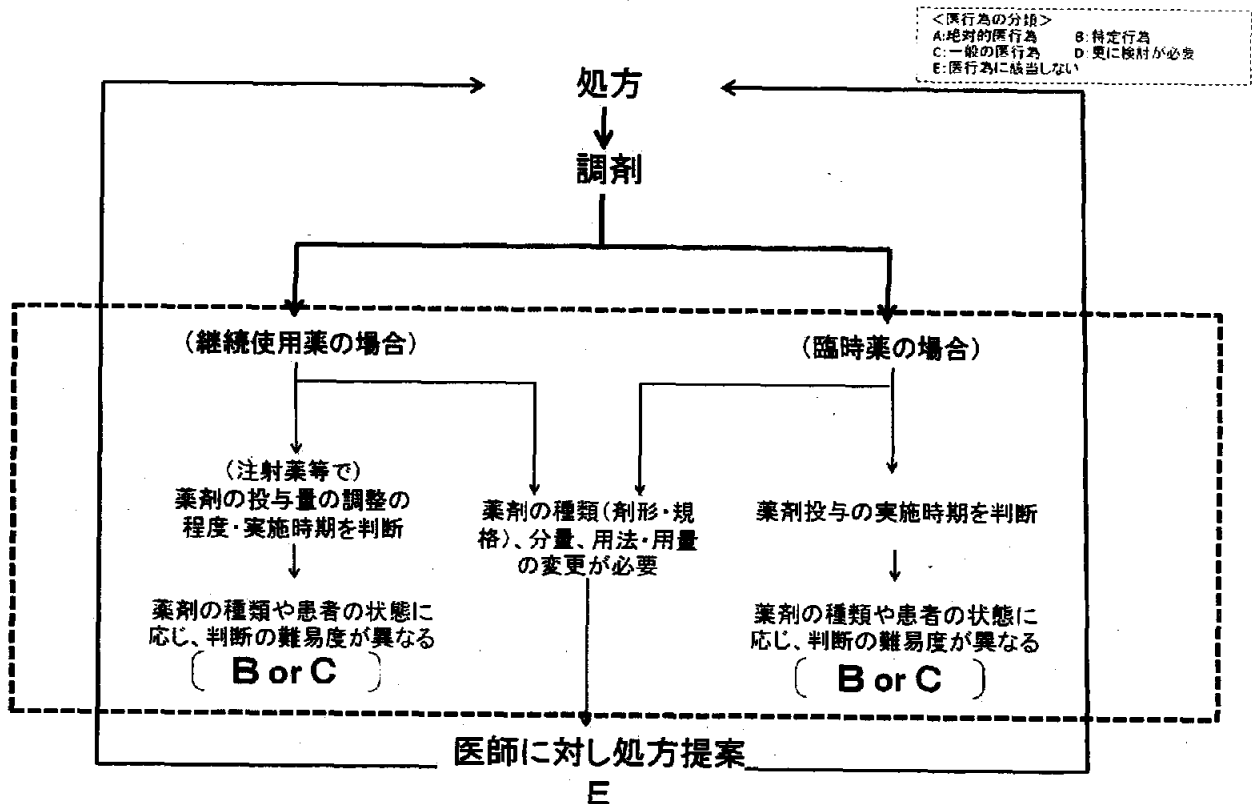 ＜医行為の分類＞
A:絶対的医行為 B:特定行為
C:一般の医行為 D:更に検討が必要
E:医行為に該当しない
処方
調剤
（継続使用薬の場合）
（臨時薬の場合）
（注射薬等で）
薬剤の投与量の調整の
程度・実施時期を判断
薬剤の種類（剤形・規
格）、分量、用法・用量
の変更が必要
薬剤投与の実施時期を判断
薬剤の種類や患者の状態に
応じ、判断の難易度が異なる
〔 B or C 〕
薬剤の種類や患者の状態に
応じ、判断の難易度が異なる
〔 B or C 〕
医師に対し処方提案
E